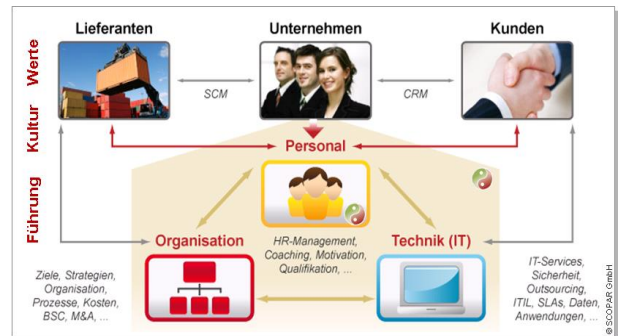 Lieferanten
Unternehmen
Kunden
Werte
Kultur
Führung
SCM
CRM
Personal
HR-Management,
Coaching, Motivation,
Qualifikation, ...
Organisation
Technik (IT)
Ziele, Strategien,
Organisation,
Prozesse, Kosten,
BSC, M&A, ...
IT-Services,
Sicherheit,
Outsourcing,
ITIL, SLAs, Daten,
Anwendungen, ...
© SCOPAR GmbH